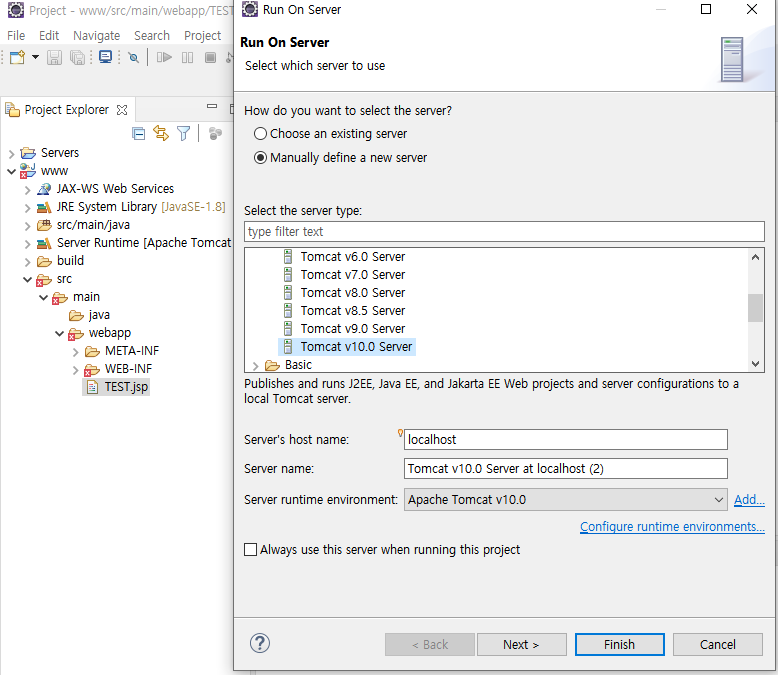 Project - www/src/main/webapp/TEST
File Edit Navigate Search Project
Project Explorer
Servers
www
JAX-WS Web Services
JRE System Library [JavaSE-1.8]
src/main/java
Server Runtime [Apache Tomcat
build
src
main
java
webapp
META-INF
WEB-INF
TEST.jsp
Run On Server
Run On Server
Select which server to use
How do you want to select the server?
Choose an existing server
Manually define a new server
Select the server type:
type filter text
Tomcat v6.0 Server
Tomcat v7.0 Server
Tomcat v8.0 Server
Tomcat v8.5 Server
Tomcat v9.0 Server
Tomcat v10.0 Server
Basic
Publishes and runs J2EE, Java EE, and Jakarta EE Web projects and server configurations to a
local Tomcat server.
Server's host name: localhost
Server name: Tomcat v10.0 Server at localhost (2)
Server runtime environment: Apache Tomcat v10.0 Add...
Configure runtime environments...
Always use this server when running this project
? < Back Next > Finish Cancel